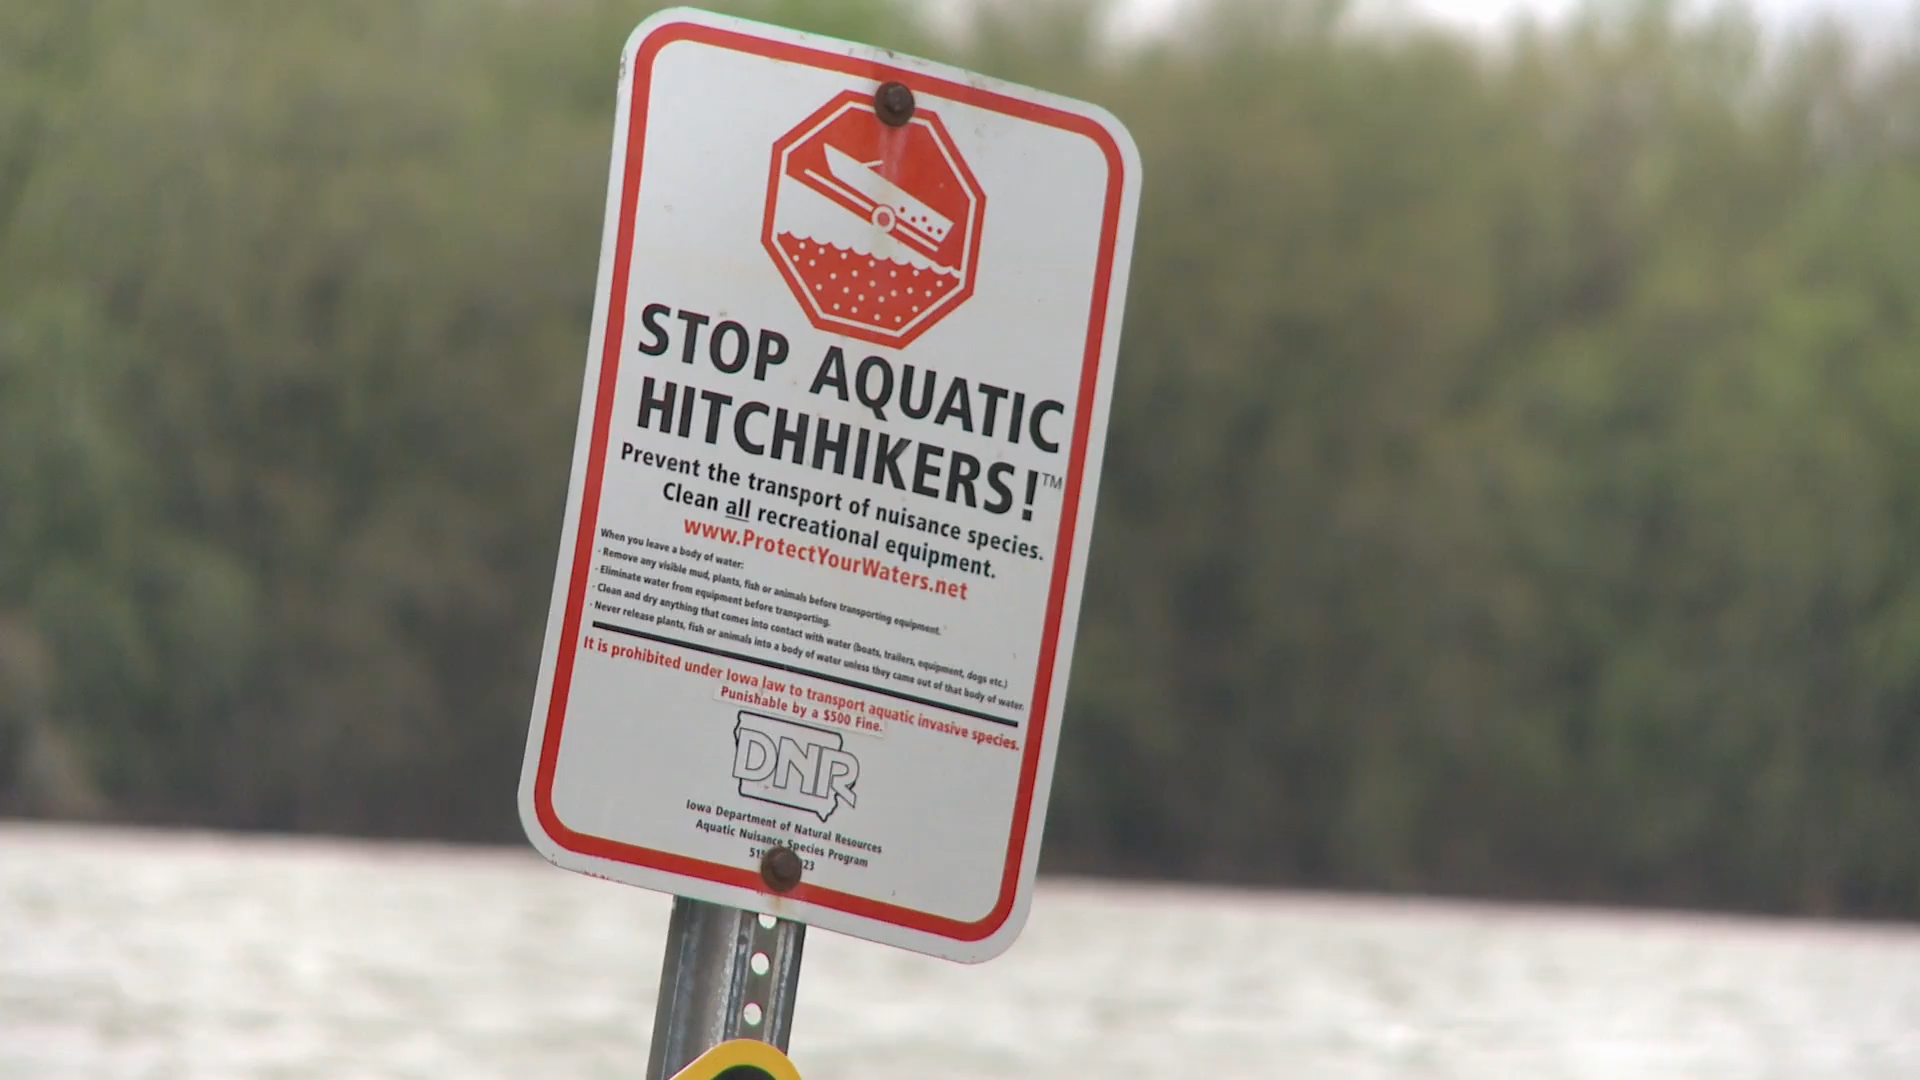 STOP AQUATIC
HITCHHIKERS!™
Prevent the transport of nuisance species.
Clean all recreational equipment.
www.ProtectYourWaters.net
When you leave a body of water:
- Remove any visible mud, plants, fish or animals before transporting equipment.
- Eliminate water from equipment before transporting.
- Clean and dry anything that comes into contact with water (boats, trailers, equipment, dogs etc.)
- Never release plants, fish or animals into a body of water unless they came out of that body of water.
It is prohibited under Iowa law to transport aquatic invasive species.
Punishable by a $500 Fine.
DNR
Iowa Department of Natural Resources
Aquatic Nuisance Species Program